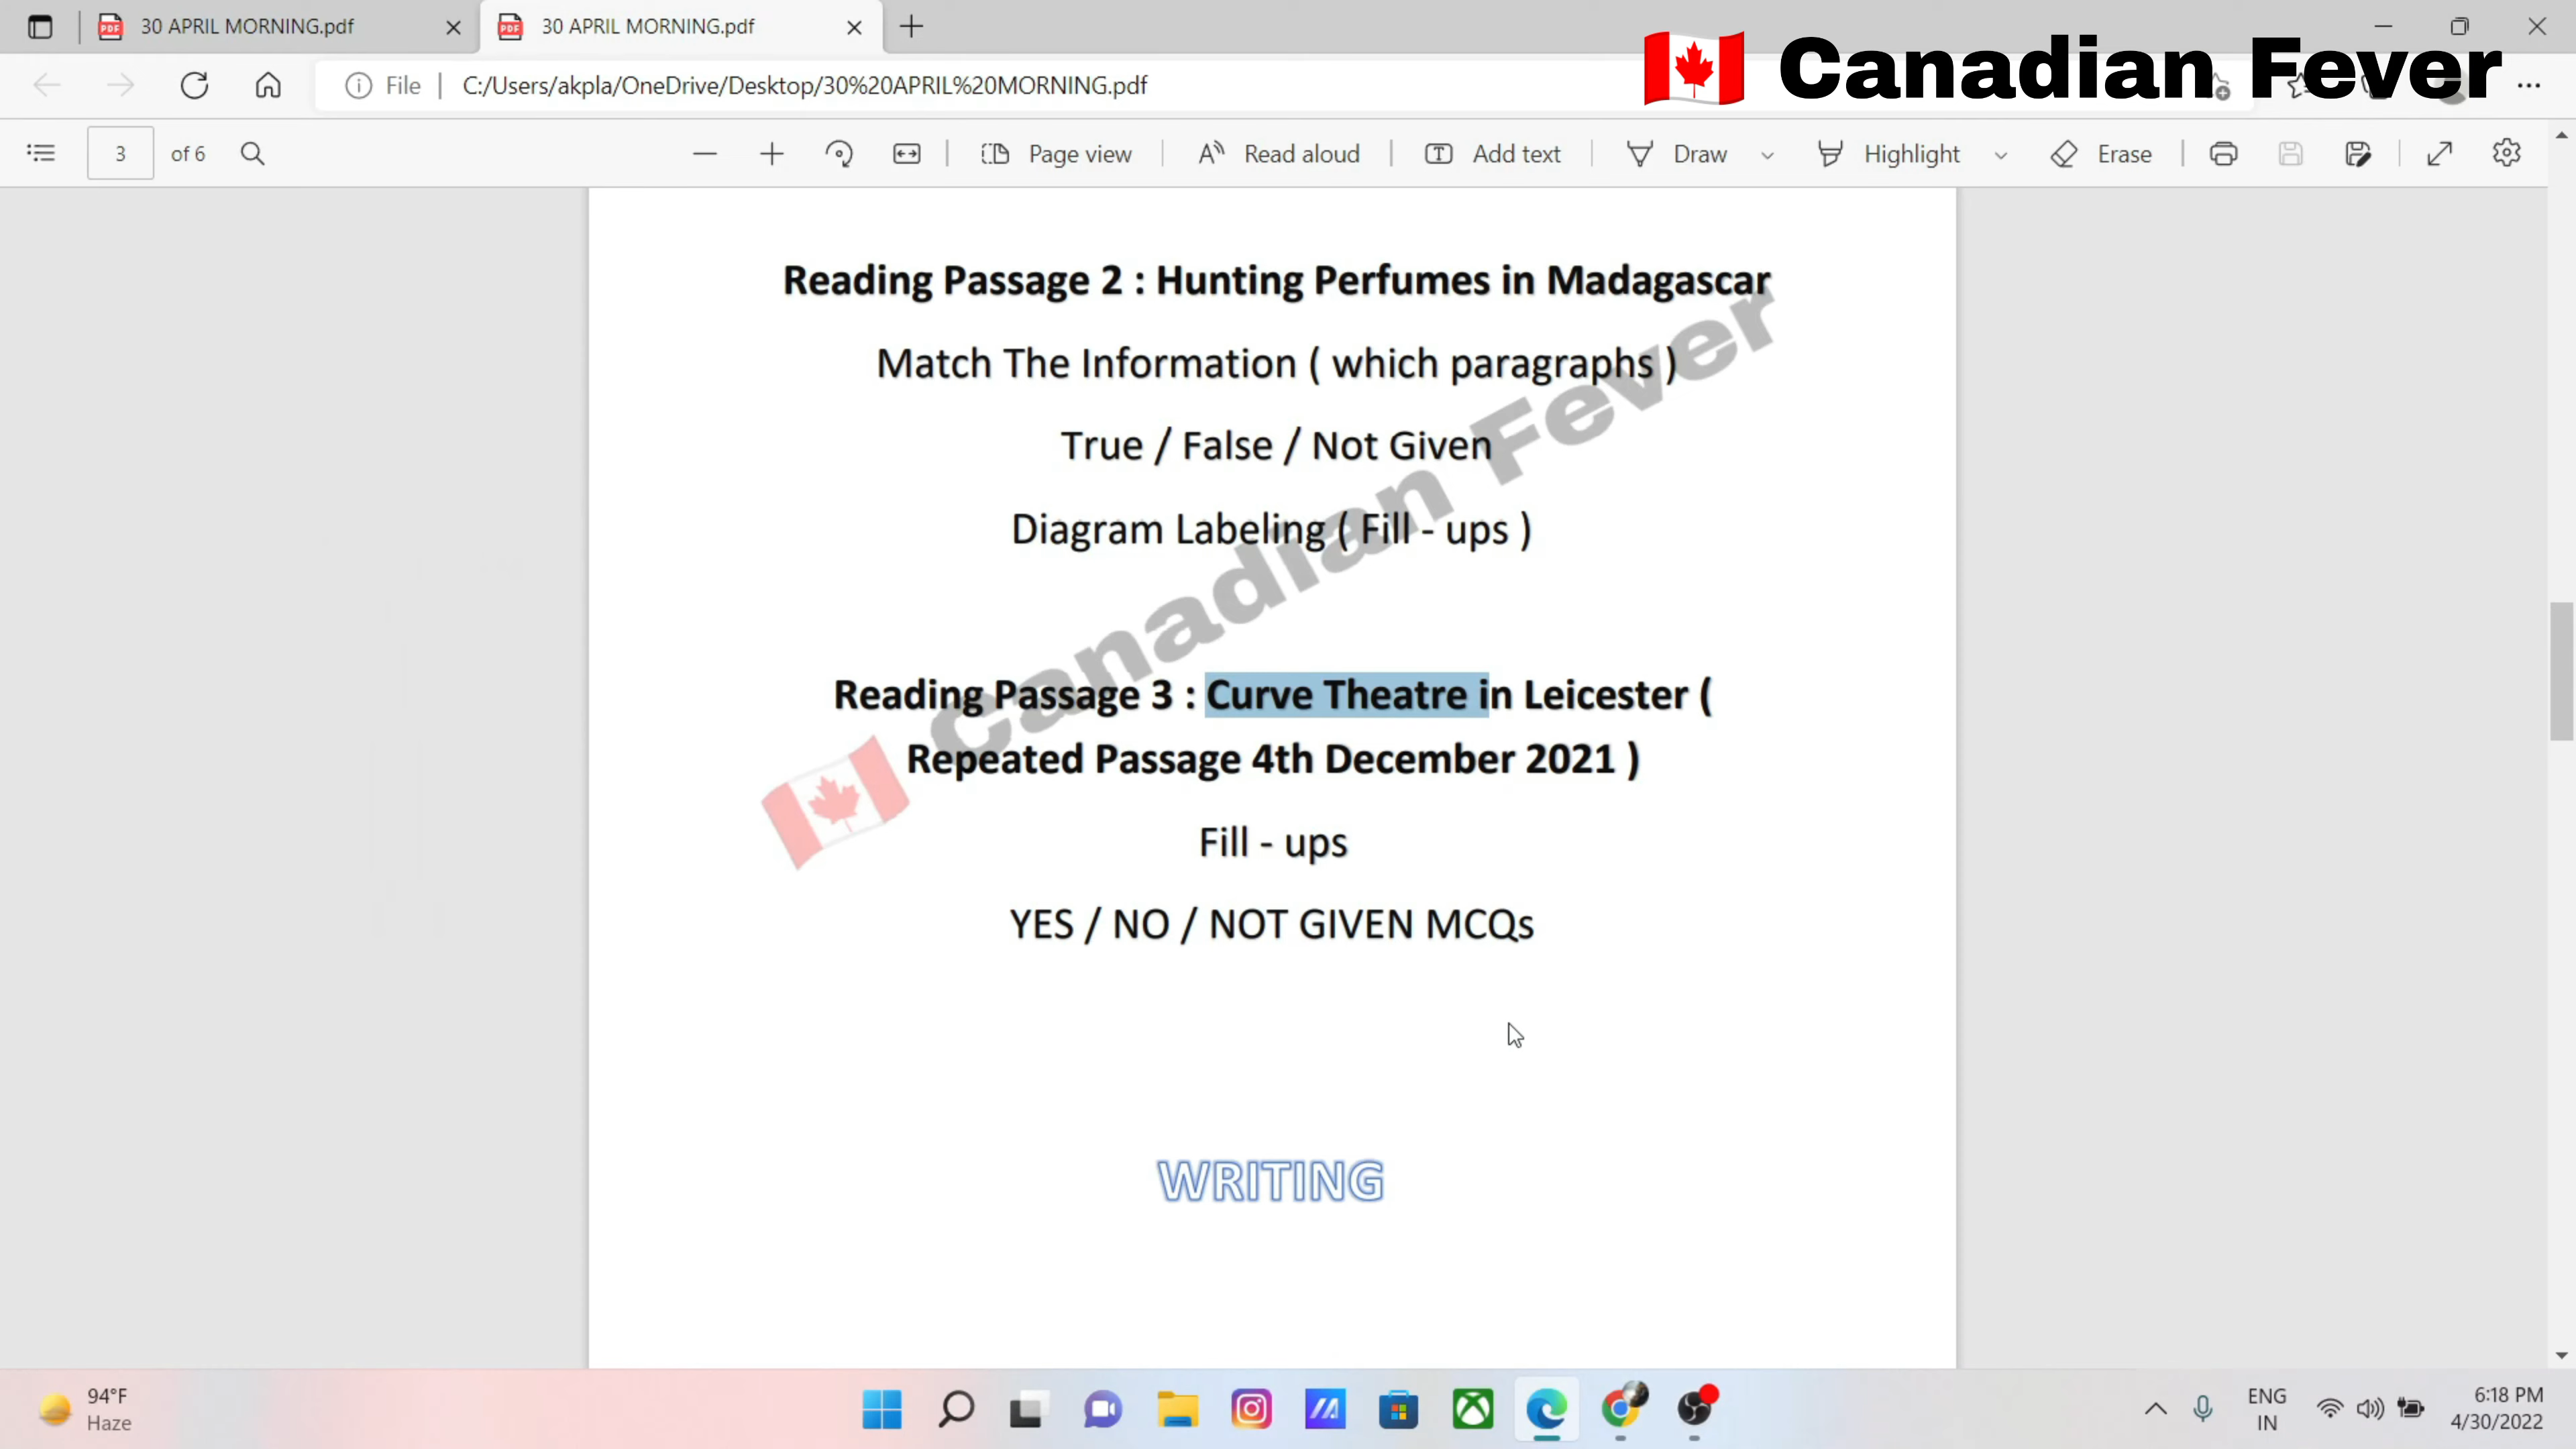 30 APRIL MORNING.pdf
30 APRIL MORNING.pdf
Canadian Fever
File
C:/Users/akpla/OneDrive/Desktop/30%20APRIL%20MORNING.pdf
3 of 6
Page view
Read aloud
Add text
Draw
Highlight
Erase
Reading Passage 2 : Hunting Perfumes in Madagascar
Match The Information ( which paragraphs )
True / False / Not Given
Diagram Labeling ( Fill - ups )
Canadian Fever
Reading Passage 3 : Curve Theatre in Leicester (
Repeated Passage 4th December 2021 )
Fill - ups
YES / NO / NOT GIVEN MCQs
WRITING
94°F
Haze
ENG
IN
6:18 PM
4/30/2022